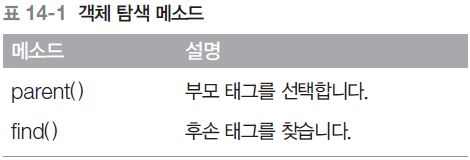 표 14-1 객체 탐색 메소드
메소드 설명
parent() 부모 태그를 선택합니다.
find() 후손 태그를 찾습니다.